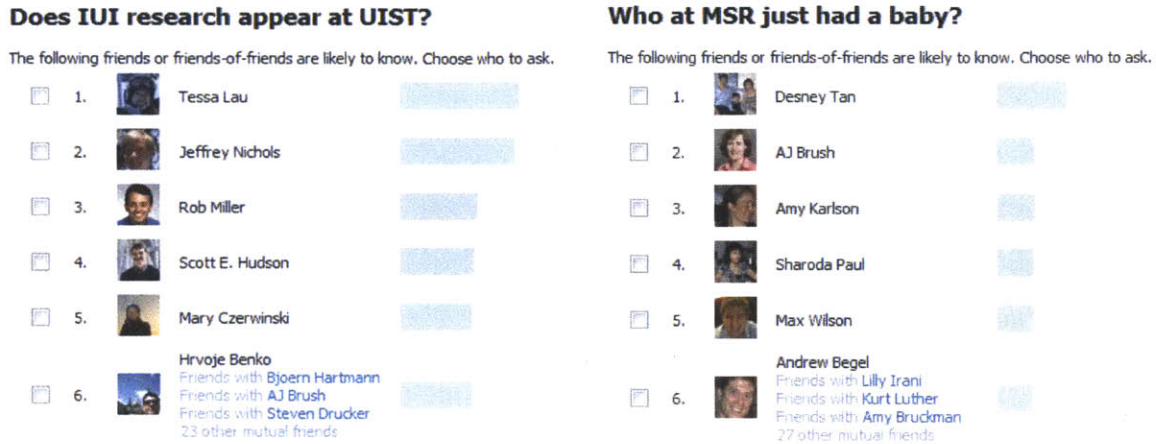 Does IUI research appear at UIST?
The following friends or friends-of-friends are likely to know. Choose who to ask.
1. Tessa Lau
2. Jeffrey Nichols
3. Rob Miller
4. Scott E. Hudson
5. Mary Czerwinski
Hrvoje Benko
Friends with Bjoern Hartmann
6. Friends with AJ Brush
Friends with Steven Drucker
23 other mutual friends
Who at MSR just had a baby?
The following friends or friends-of-friends are likely to know. Choose who to ask.
1. Desney Tan
2. AJ Brush
3. Amy Karlson
4. Sharoda Paul
5. Max Wilson
Andrew Begel
Friends with Lilly Irani
6. Friends with Kurt Luther
Friends with Amy Bruckman
27 other mutual friends